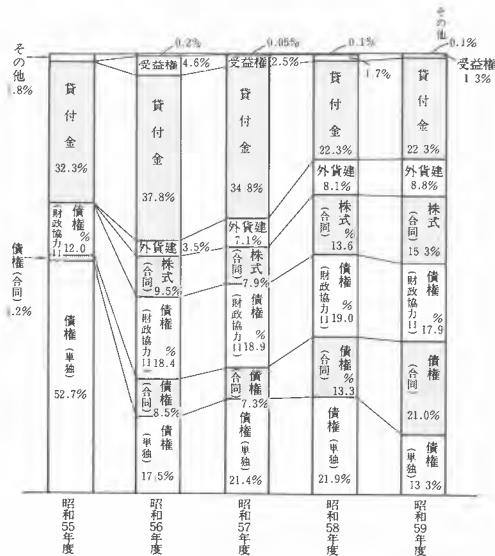 その他
.8%
債権(合同)
.2%
貸付金
32.3%
債権(財政協力口)
%
12.0
債権(単独)
52.7%
昭和55年度
0.2%
受益権4.6%
貸付金
37.8%
外貨建3.5%
株式(合同)
9.5%
債権(財政協力口)
%
18.4
債権(合同)
8.5%
債権(単独)
17.5%
昭和56年度
0.05%
受益権2.5%
貸付金
34.8%
外貨建
7.1%
株式(合同)
7.9%
債権(財政協力口)
%
18.9
債権(合同)
7.3%
債権(単独)
21.4%
昭和57年度
0.1%
1.7%
貸付金
22.3%
外貨建
8.1%
株式(合同)
%
13.6
債権(財政協力口)
%
19.0
債権(合同)
%
13.3
債権(単独)
21.9%
昭和58年度
その他
0.1%
受益権
1 3%
貸付金
22 3%
外貨建
8.8%
株式(合同)
15 3%
債権(財政協力口)
%
17.9
債権(合同)
21.0%
債権(単独)
13 3%
昭和59年度